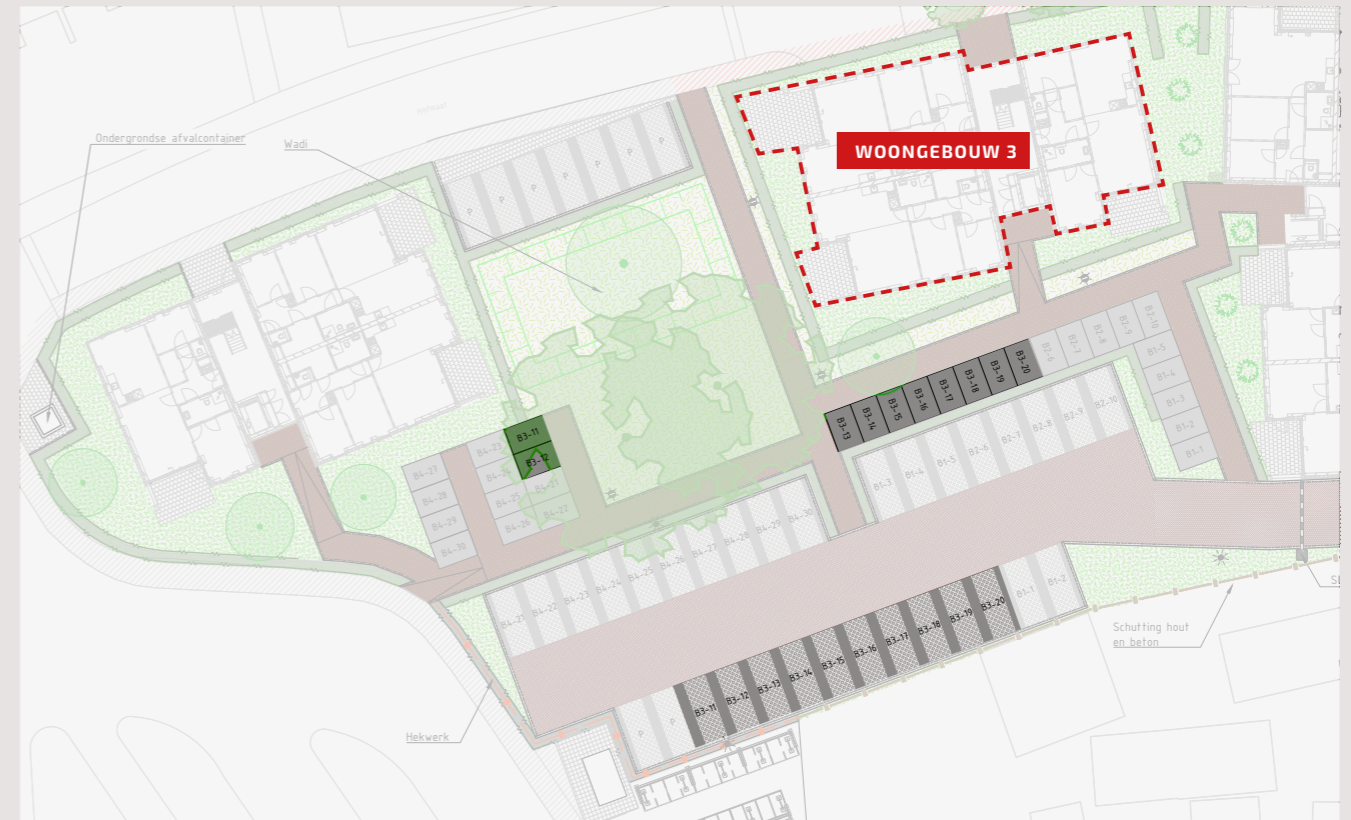 Ondergrondse afvalcontainer
Wadi
WOONGEBOUW 3
P
P
P
P
P
P
P
B3-11
B3-12
B4-23
B4-25
B4-26
B4-21
B4-22
B4-27
B4-28
B4-29
B4-30
B3-13
B3-14
B3-15
B3-16
B3-17
B3-18
B3-19
B3-20
B2-6
B2-7
B2-8
B2-9
B2-10
B1-5
B1-4
B1-3
B1-2
B1-1
B1-3
B1-4
B1-5
B2-6
B2-7
B2-8
B2-9
B2-10
B4-21
B4-22
B4-23
B4-24
B4-25
B4-26
B4-27
B4-28
B4-29
B4-30
P
P
B3-11
B3-12
B3-13
B3-14
B3-15
B3-16
B3-17
B3-18
B3-19
B3-20
B1-1
B1-2
Hekwerk
Schutting hout
en beton